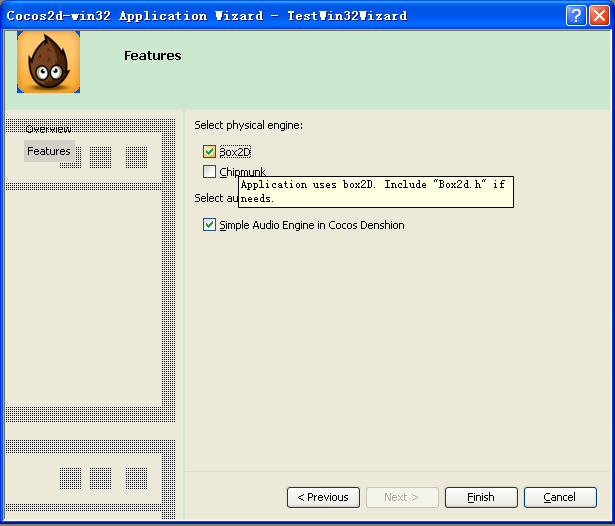 Cocos2d-win32 Application Wizard - TestWin32Wizard
Features
Overview
Features
Select physical engine:
Box2D
Chipmunk
Application uses box2D. Include "Box2d.h" if
needs.
Select au
Simple Audio Engine in Cocos Denshion
< Previous
Next >
Finish
Cancel